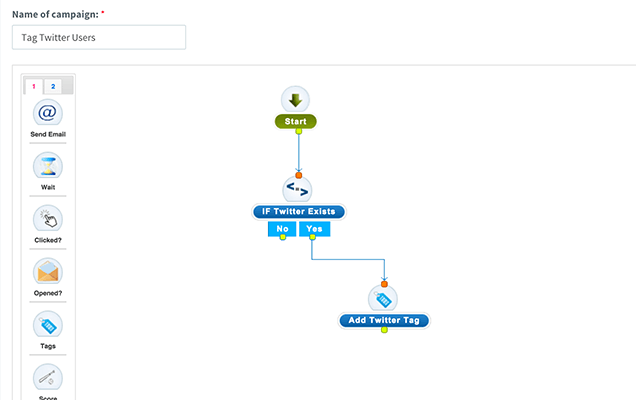 Name of campaign: *
Tag Twitter Users
1 2
Send Email
Wait
Clicked?
Opened?
Tags
Score
Start
IF Twitter Exists
No Yes
Add Twitter Tag